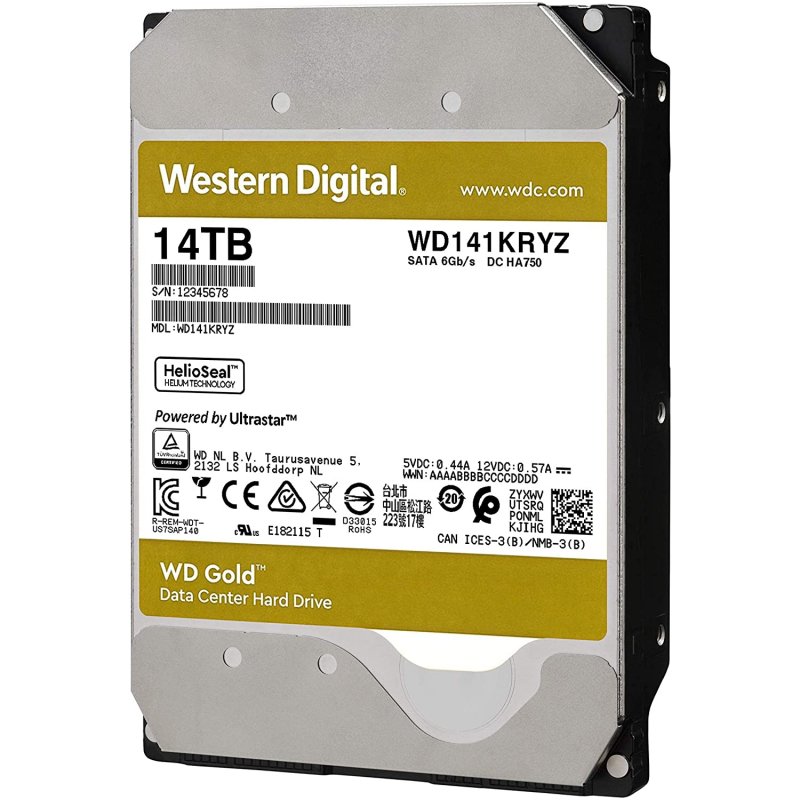 Western Digital®
www.wdc.com
14TB
WD141KRYZ
SATA 6Gb/s DC HA750
S/N:12345678
MDL:WD141KRYZ
HelioSeal™
HELIUM TECHNOLOGY
Powered by Ultrastar™
WD NL B.V. Taurusavenue 5,
2132 LS Hoofddorp NL
5VDC:0.44A 12VDC:0.57A
WWN:AAAABBBBCCCCDDDD
R-REM-WDT-
US7SAP140
CE
UK
E182115 T
D33015
RoHS
台北市
中山區松江路
223號17樓
20
ZYXWV
UTSRQ
PONML
KJIHG
CAN ICES-3(B)/NMB-3(B)
WD Gold™
Data Center Hard Drive